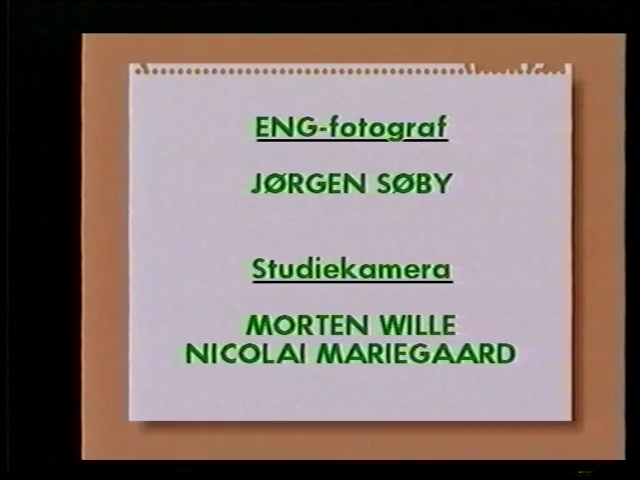 ENG-fotograf
JØRGEN SØBY
Studiekamera
MORTEN WILLE
NICOLAI MARIEGAARD